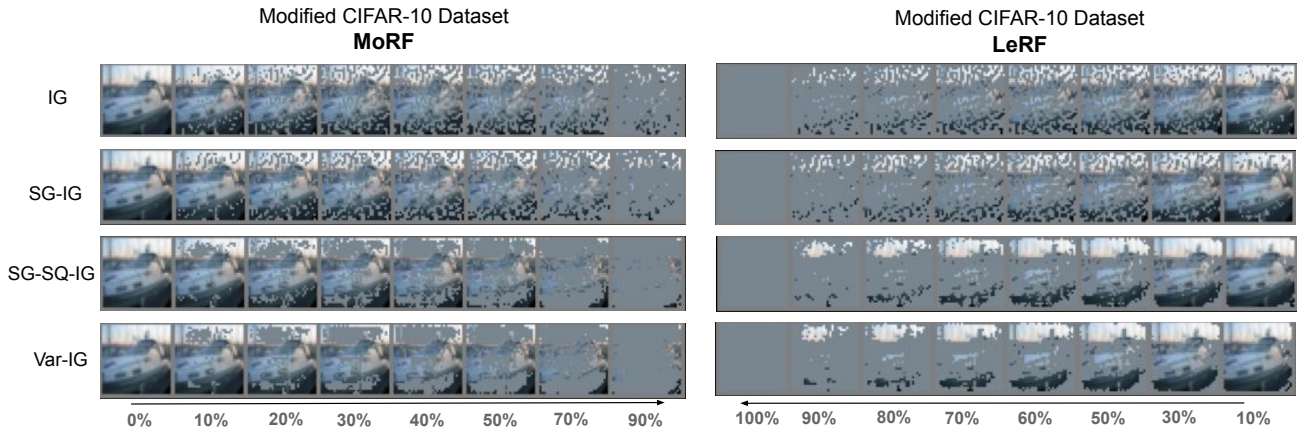 Modified CIFAR-10 Dataset
MoRF
Modified CIFAR-10 Dataset
LeRF
IG
SG-IG
SG-SQ-IG
Var-IG
0% 10% 20% 30% 40% 50% 70% 90%
100% 90% 80% 70% 60% 50% 30% 10%